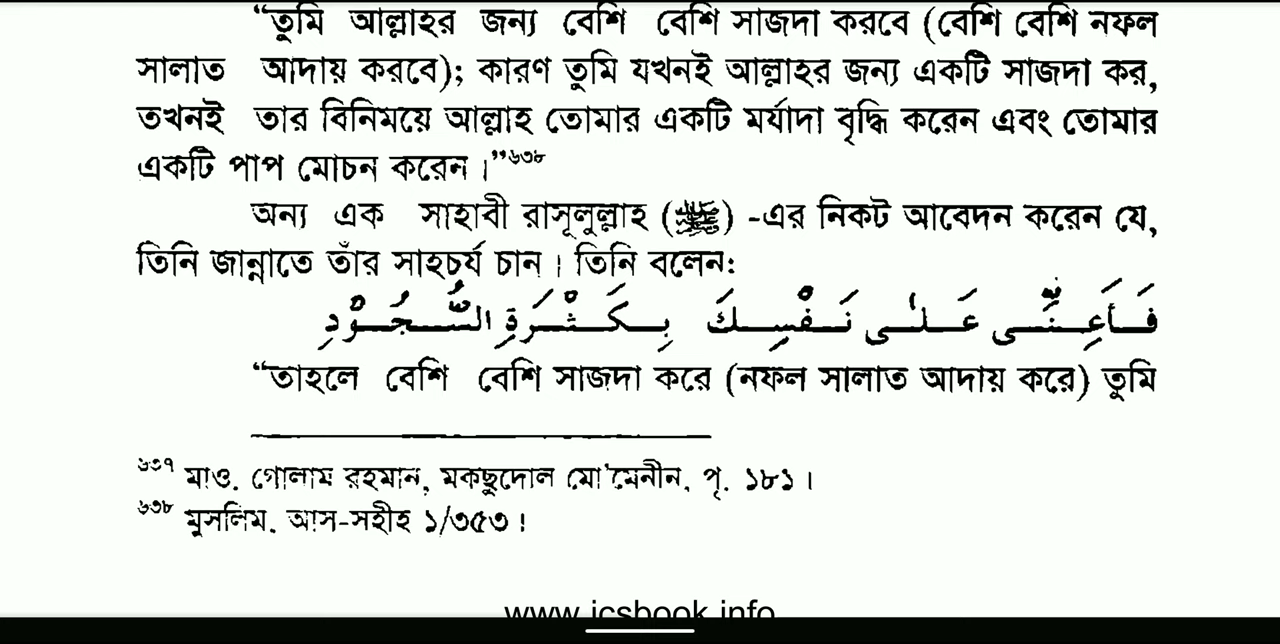 “তুমি আল্লাহর জন্য বেশি বেশি সাজদা করবে (বেশি বেশি নফল
সালাত আদায় করবে); কারণ তুমি যখনই আল্লাহর জন্য একটি সাজদা কর,
তখনই তার বিনিময়ে আল্লাহ তোমার একটি মর্যাদা বৃদ্ধি করেন এবং তোমার
একটি পাপ মোচন করেন।”৬৩৮
অন্য এক সাহাবী রাসূলুল্লাহ (ﷺ) -এর নিকট আবেদন করেন যে,
তিনি জান্নাতে তাঁর সাহচর্য চান। তিনি বলেন:
فَأَعِنِّي عَلَى نَفْسِكَ بِكَثْرَةِ السُّجُوْدِ
“তাহলে বেশি বেশি সাজদা করে (নফল সালাত আদায় করে) তুমি
৬৩৭ মাও. গোলাম রহমান, মকছুদোল মো'মেনীন, পৃ. ১৮১।
৬৩৮ মুসলিম, আস-সহীহ ১/৩৫৩।
www.icsbook.info